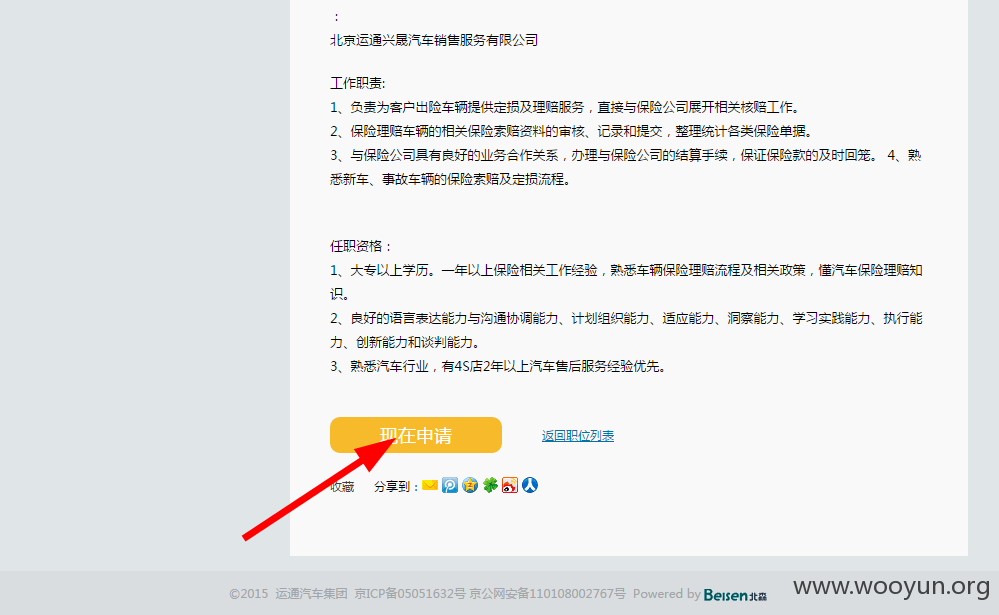 ：
北京运通兴晟汽车销售服务有限公司
工作职责:
1、负责为客户出险车辆提供定损及理赔服务，直接与保险公司展开相关核赔工作。
2、保险理赔车辆的相关保险索赔资料的审核、记录和提交，整理统计各类保险单据。
3、与保险公司具有良好的业务合作关系，办理与保险公司的结算手续，保证保险款的及时回笼。 4、熟
悉新车、事故车辆的保险索赔及定损流程。
任职资格：
1、大专以上学历。一年以上保险相关工作经验，熟悉车辆保险理赔流程及相关政策，懂汽车保险理赔知
识。
2、良好的语言表达能力与沟通协调能力、计划组织能力、适应能力、洞察能力、学习实践能力、执行能
力、创新能力和谈判能力。
3、熟悉汽车行业，有4S店2年以上汽车售后服务经验优先。
现在申请 返回职位列表
收藏 分享到：
©2015 运通汽车集团 京ICP备05051632号 京公网安备110108002767号 Powered by Beisen北森
www.wooyun.org